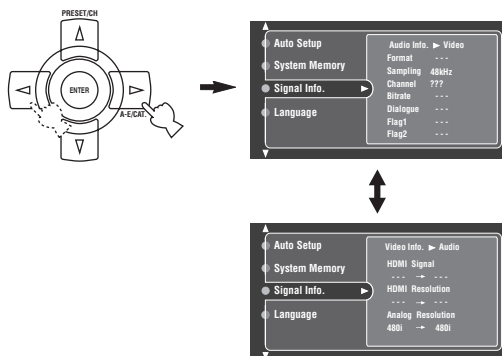 PRESET/CH
ENTER
A-E/CAT.
Auto Setup
System Memory
Signal Info.
Language
Audio Info. ▶ Video
Format - - -
Sampling 48kHz
Channel ???
Bitrate - - -
Dialogue - - -
Flag1 - - -
Flag2 - - -
Auto Setup
System Memory
Signal Info.
Language
Video Info. ▶ Audio
HDMI Signal
- - - → - - -
HDMI Resolution
- - - → - - -
Analog Resolution
480i → 480i